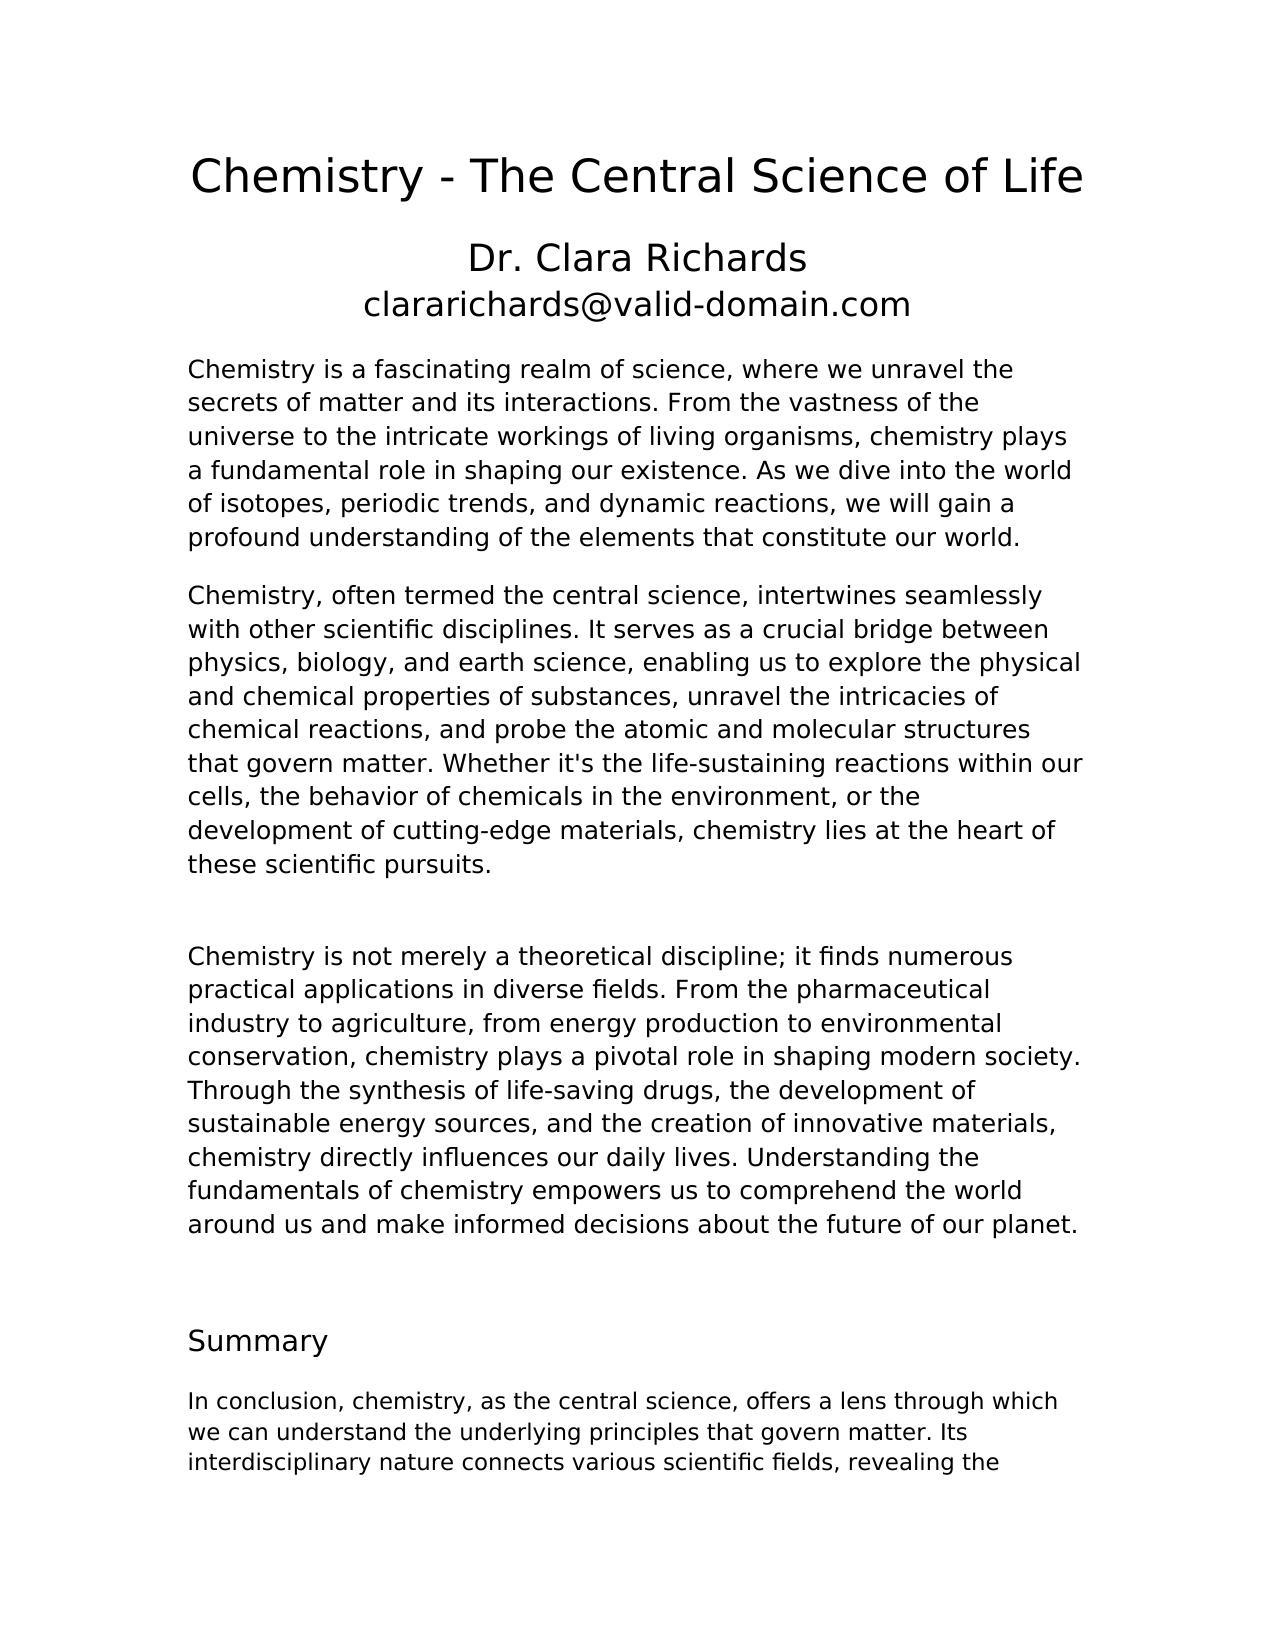 Chemistry - The Central Science of Life
Dr. Clara Richards
clararichards@valid-domain.com
Chemistry is a fascinating realm of science, where we unravel the
secrets of matter and its interactions. From the vastness of the
universe to the intricate workings of living organisms, chemistry plays
a fundamental role in shaping our existence. As we dive into the world
of isotopes, periodic trends, and dynamic reactions, we will gain a
profound understanding of the elements that constitute our world.
Chemistry, often termed the central science, intertwines seamlessly
with other scientific disciplines. It serves as a crucial bridge between
physics, biology, and earth science, enabling us to explore the physical
and chemical properties of substances, unravel the intricacies of
chemical reactions, and probe the atomic and molecular structures
that govern matter. Whether it's the life-sustaining reactions within our
cells, the behavior of chemicals in the environment, or the
development of cutting-edge materials, chemistry lies at the heart of
these scientific pursuits.
Chemistry is not merely a theoretical discipline; it finds numerous
practical applications in diverse fields. From the pharmaceutical
industry to agriculture, from energy production to environmental
conservation, chemistry plays a pivotal role in shaping modern society.
Through the synthesis of life-saving drugs, the development of
sustainable energy sources, and the creation of innovative materials,
chemistry directly influences our daily lives. Understanding the
fundamentals of chemistry empowers us to comprehend the world
around us and make informed decisions about the future of our planet.
Summary
In conclusion, chemistry, as the central science, offers a lens through which
we can understand the underlying principles that govern matter. Its
interdisciplinary nature connects various scientific fields, revealing the